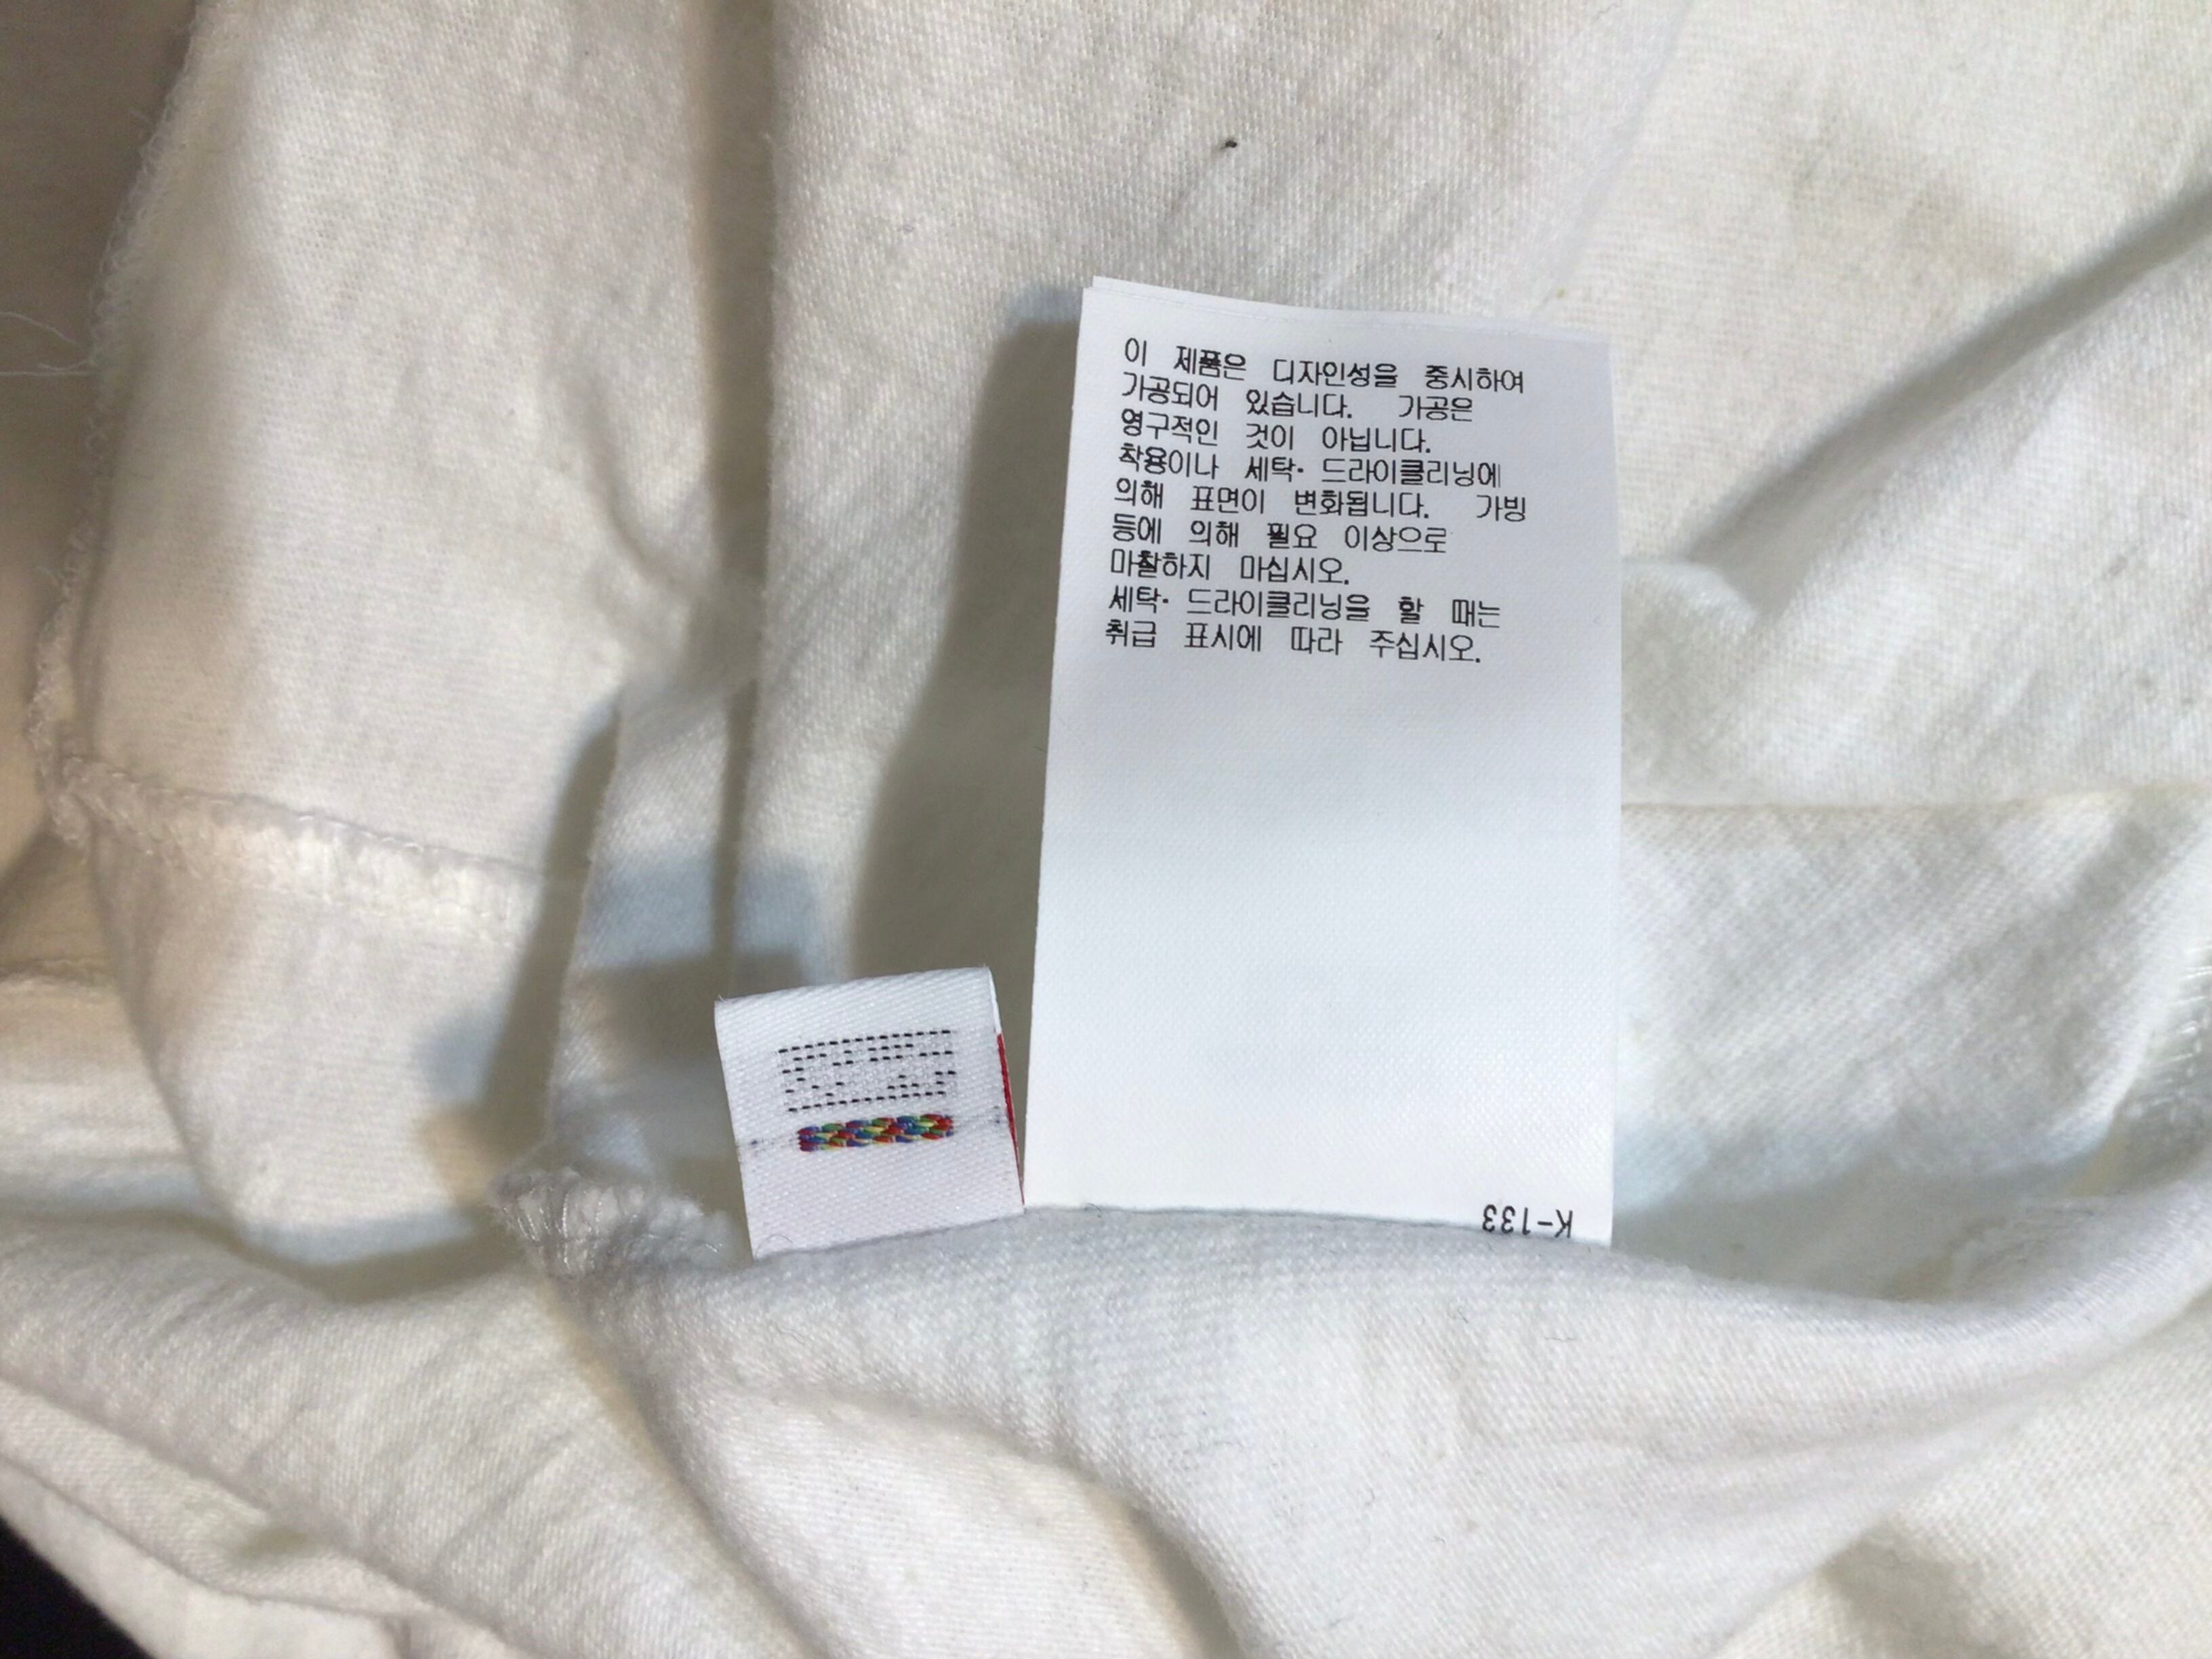 이 제품은 디자인성을 중시하여
가공되어 있습니다. 가공은
영구적인 것이 아닙니다.
착용이나 세탁· 드라이클리닝에
의해 표면이 변화됩니다. 가빙
등에 의해 필요 이상으로
마찰하지 마십시오.
세탁· 드라이클리닝을 할 때는
취급 표시에 따라 주십시오.
K-133